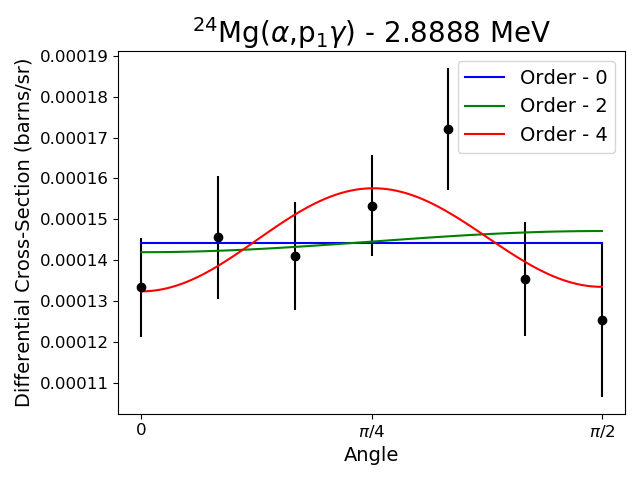 ²⁴Mg(α,p₁γ) - 2.8888 MeV
Differential Cross-Section (barns/sr)
0.00019
0.00018
0.00017
0.00016
0.00015
0.00014
0.00013
0.00012
0.00011
Order - 0
Order - 2
Order - 4
0
π/4
π/2
Angle